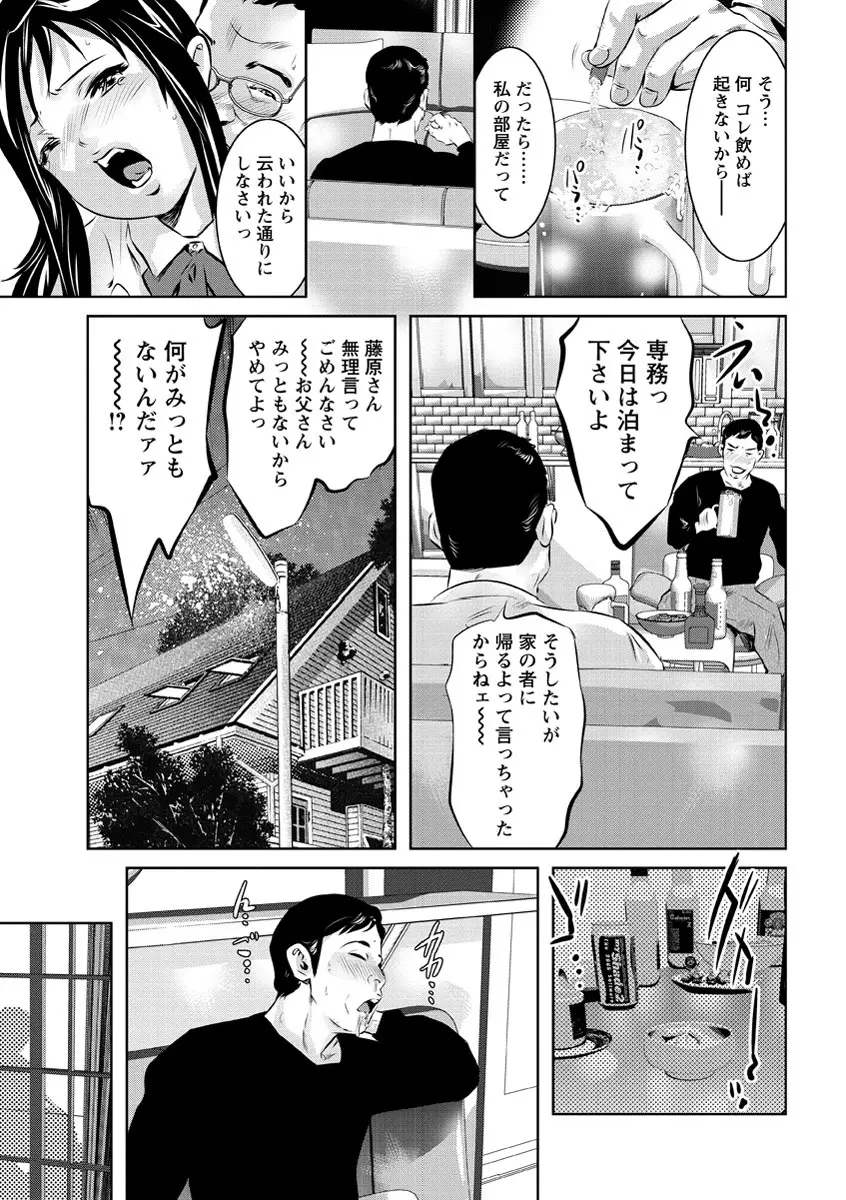 そう…
何 コレ飲めば
起きないから──
だったら……
私の部屋だって
いいから
云われた通りに
しなさいっ
専務っ
今日は泊まって
下さいよ
そうしたいが
家の者に
帰るよって言っちゃった
からねェ〜〜
藤原さん
無理言って
ごめんなさい
〜〜お父さん
みっともないから
やめてよっ
何がみっとも
ないんだァァ
〜〜〜〜!?